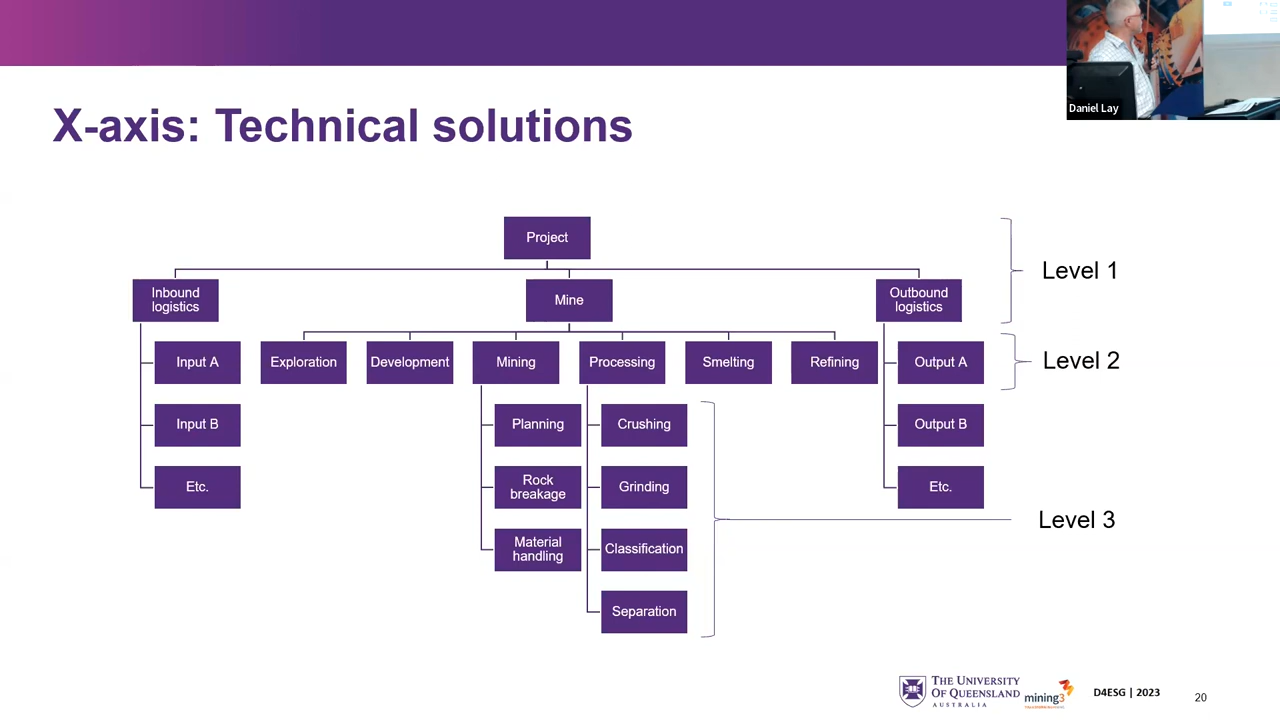 Daniel Lay
X-axis: Technical solutions
Project
Level 1
Inbound
logistics
Mine
Outbound
logistics
Input A
Exploration
Development
Mining
Processing
Smelting
Refining
Output A
Level 2
Input B
Planning
Crushing
Output B
Etc.
Rock
breakage
Grinding
Etc.
Level 3
Material
handling
Classification
Separation
THE UNIVERSITY
OF QUEENSLAND
AUSTRALIA
mining3
D4ESG | 2023
20